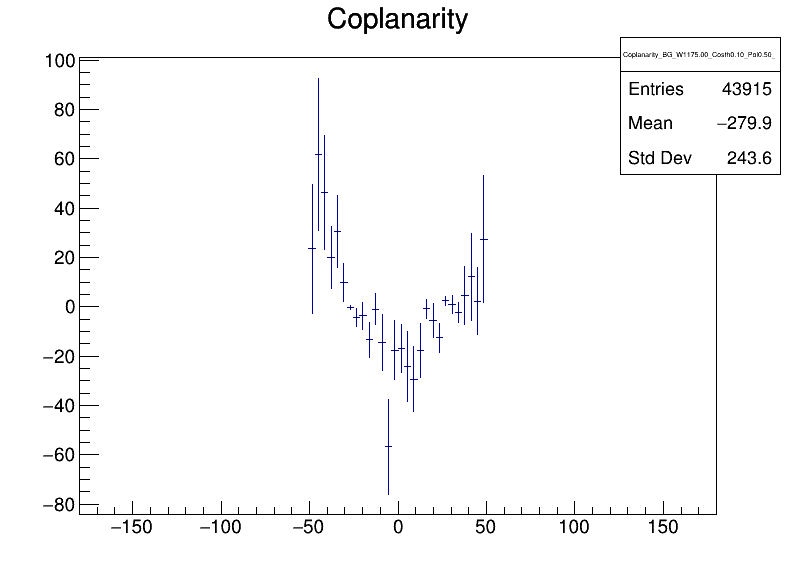 Coplanarity
Coplanarity_BG_W1175.00_Costh0.10_Pol0.50_
Entries 43915
Mean −279.9
Std Dev 243.6
100
80
60
40
20
0
−20
−40
−60
−80
−150 −100 −50 0 50 100 150